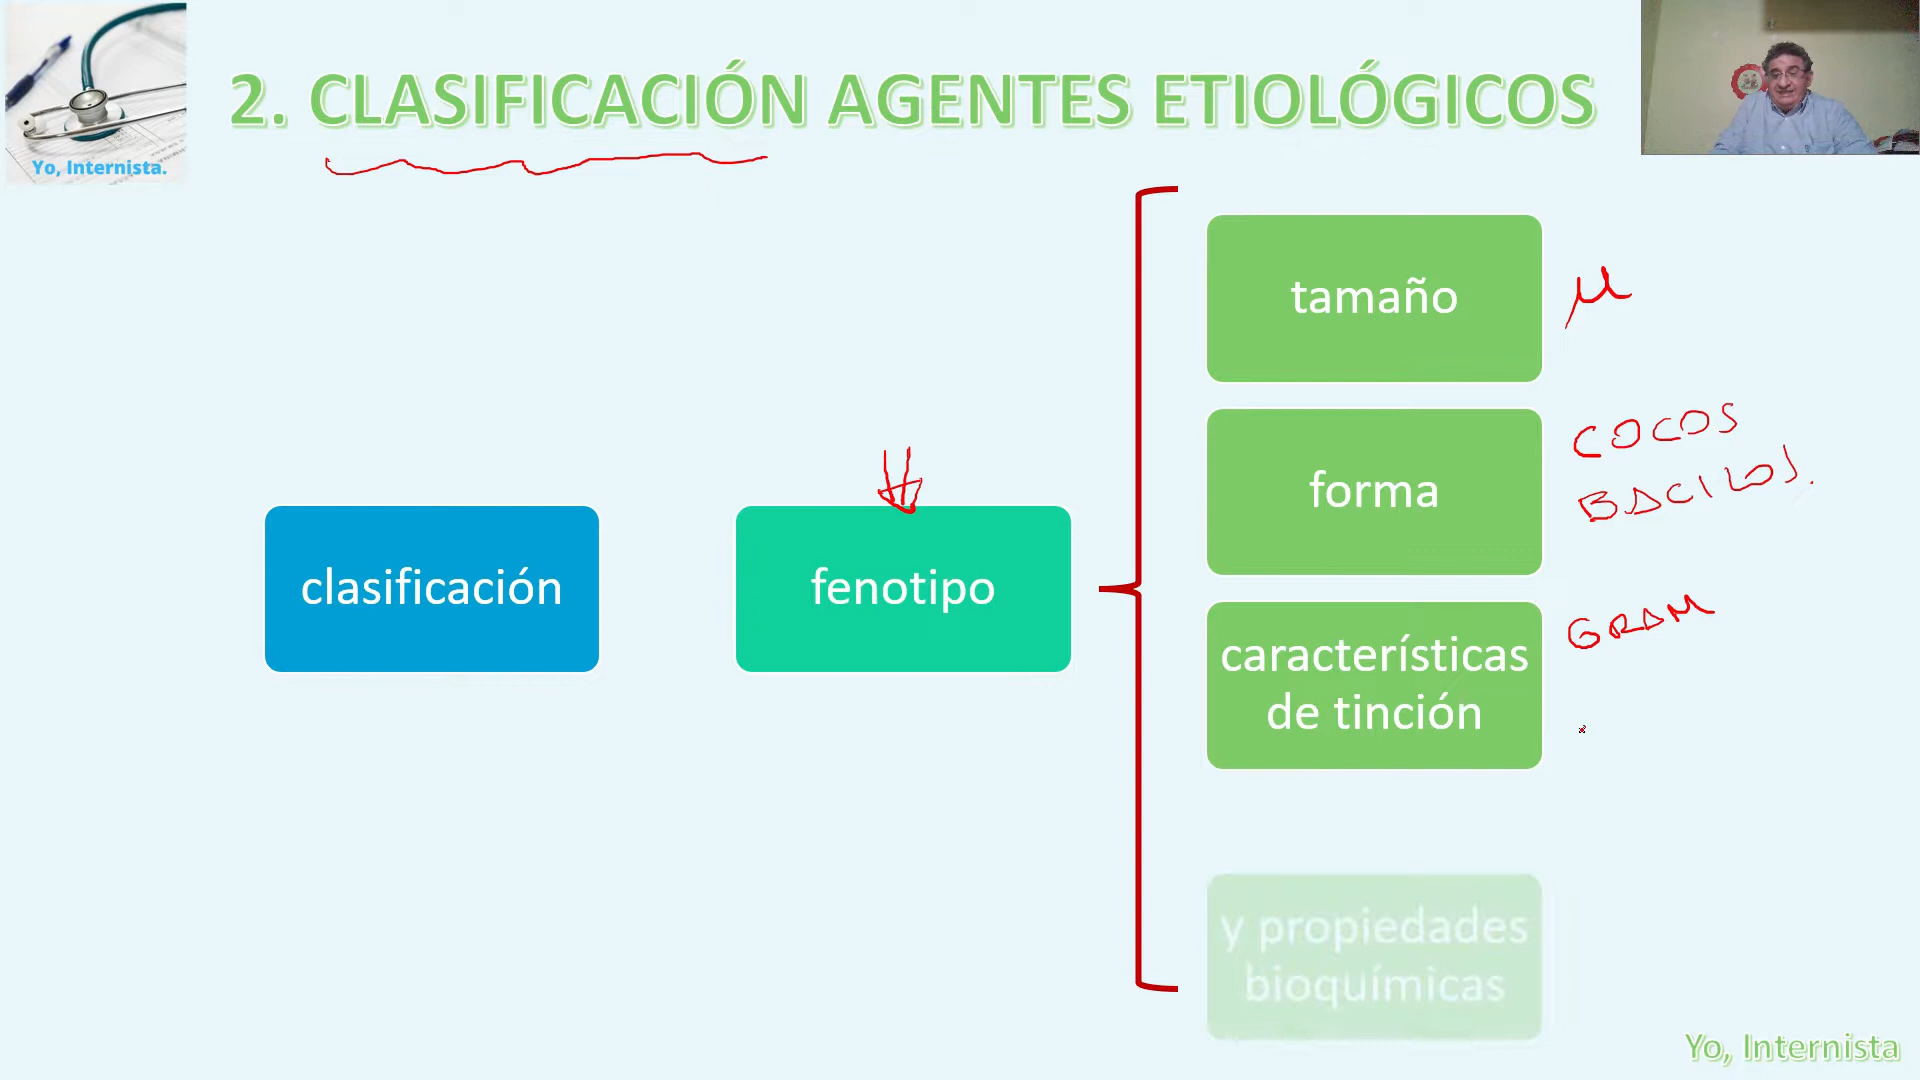 Yo, Internista.
2. CLASIFICACIÓN AGENTES ETIOLÓGICOS
clasificación
fenotipo
tamaño
µ
forma
COCOS
BACILOS.
características
de tinción
GRAM
y propiedades
bioquímicas
Yo, Internista